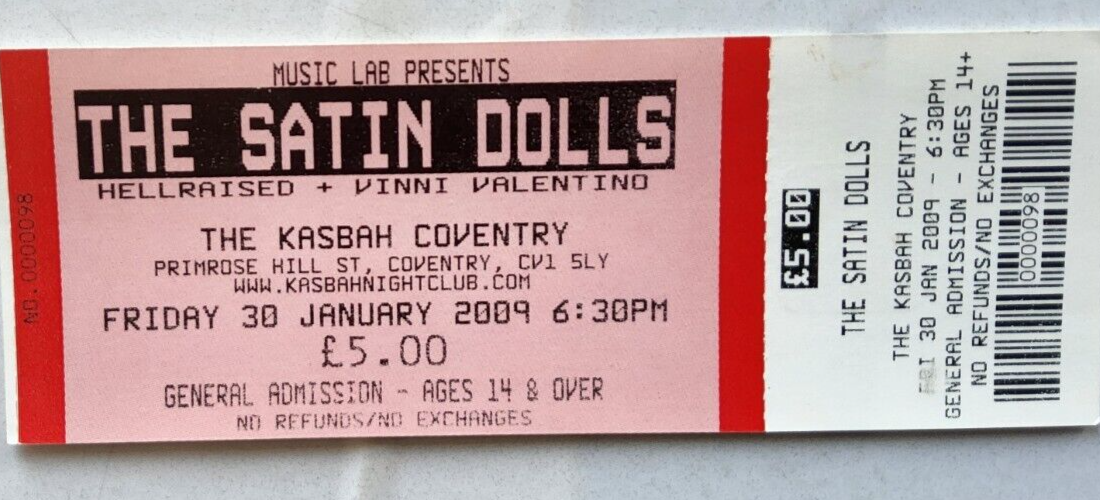 NO.0000098
MUSIC LAB PRESENTS
THE SATIN DOLLS
HELLRAISED + VINNI VALENTINO
THE KASBAH COVENTRY
PRIMROSE HILL ST, COVENTRY, CV1 5LY
WWW.KASBAHNIGHTCLUB.COM
FRIDAY 30 JANUARY 2009 6:30PM
£5.00
GENERAL ADMISSION - AGES 14 & OVER
NO REFUNDS/NO EXCHANGES
£5.00
THE SATIN DOLLS
THE KASBAH COVENTRY
FRI 30 JAN 2009 - 6:30PM
GENERAL ADMISSION - AGES 14+
NO REFUNDS/NO EXCHANGES
0000098